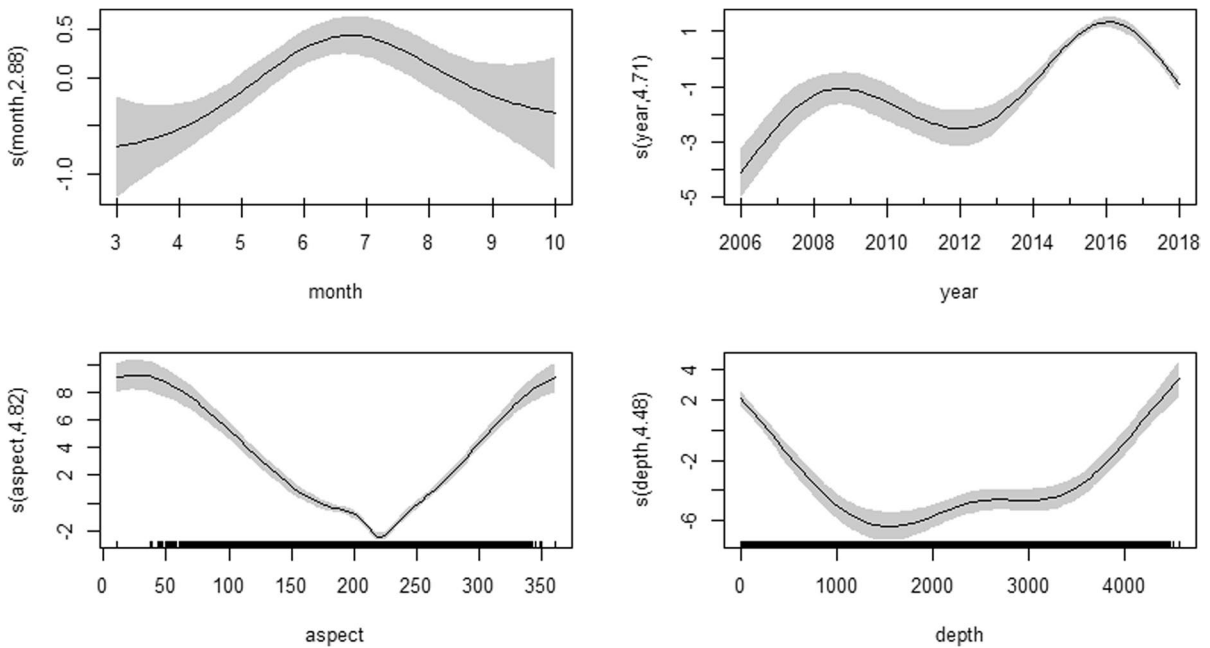 s(month,2.88)
0.5
0.0
-1.0
3 4 5 6 7 8 9 10
month
s(year,4.71)
1
-1
-3
-5
2006 2008 2010 2012 2014 2016 2018
year
s(aspect,4.82)
8
6
4
2
-2
0 50 100 150 200 250 300 350
aspect
s(depth,4.48)
4
2
-2
-6
0 1000 2000 3000 4000
depth